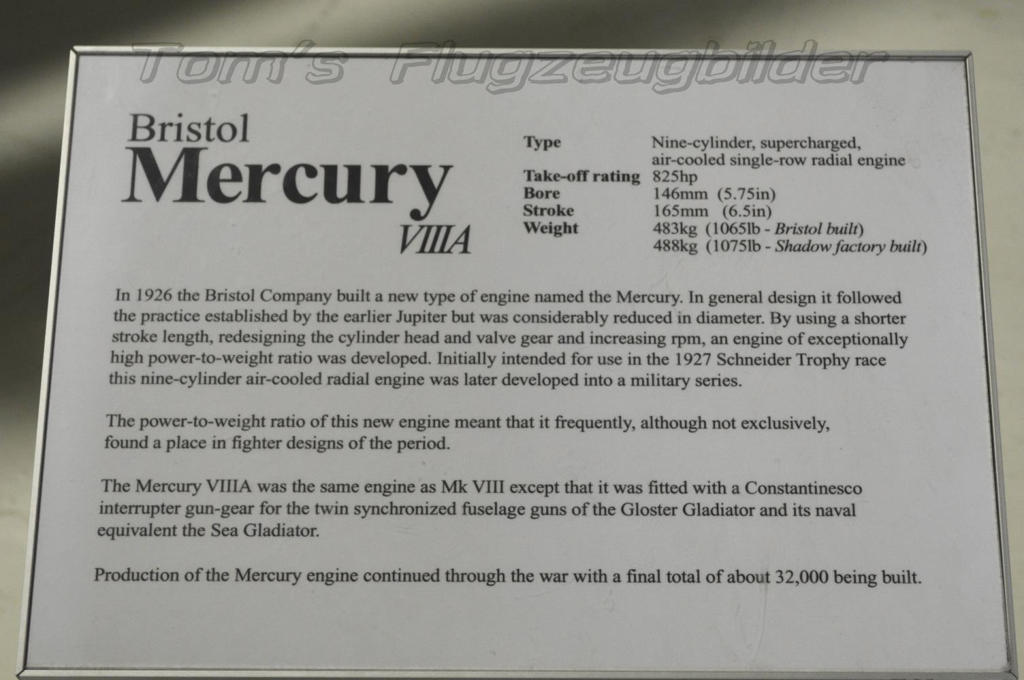 Tom's Flugzeugbilder
Bristol
Mercury
VIIIA
Type Nine-cylinder, supercharged,
air-cooled single-row radial engine
Take-off rating 825hp
Bore 146mm (5.75in)
Stroke 165mm (6.5in)
Weight 483kg (1065lb - Bristol built)
488kg (1075lb - Shadow factory built)
In 1926 the Bristol Company built a new type of engine named the Mercury. In general design it followed
the practice established by the earlier Jupiter but was considerably reduced in diameter. By using a shorter
stroke length, redesigning the cylinder head and valve gear and increasing rpm, an engine of exceptionally
high power-to-weight ratio was developed. Initially intended for use in the 1927 Schneider Trophy race
this nine-cylinder air-cooled radial engine was later developed into a military series.
The power-to-weight ratio of this new engine meant that it frequently, although not exclusively,
found a place in fighter designs of the period.
The Mercury VIIIA was the same engine as Mk VIII except that it was fitted with a Constantinesco
interrupter gun-gear for the twin synchronized fuselage guns of the Gloster Gladiator and its naval
equivalent the Sea Gladiator.
Production of the Mercury engine continued through the war with a final total of about 32,000 being built.